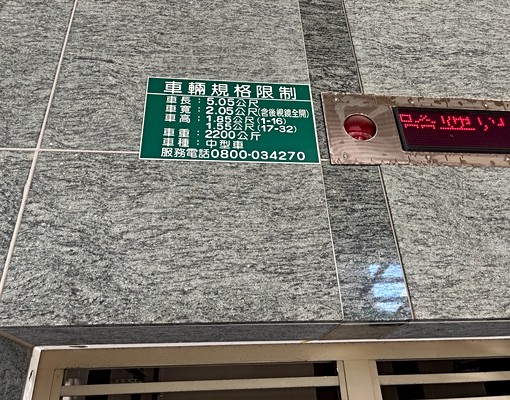 車輛規格限制
車長：5.05公尺
車寬：2.05公尺(含後視鏡全開)
車高：1.85公尺(1-16)
1.58公尺(17-32)
車重：2200公斤
車種：中型車
服務電話0800-034270